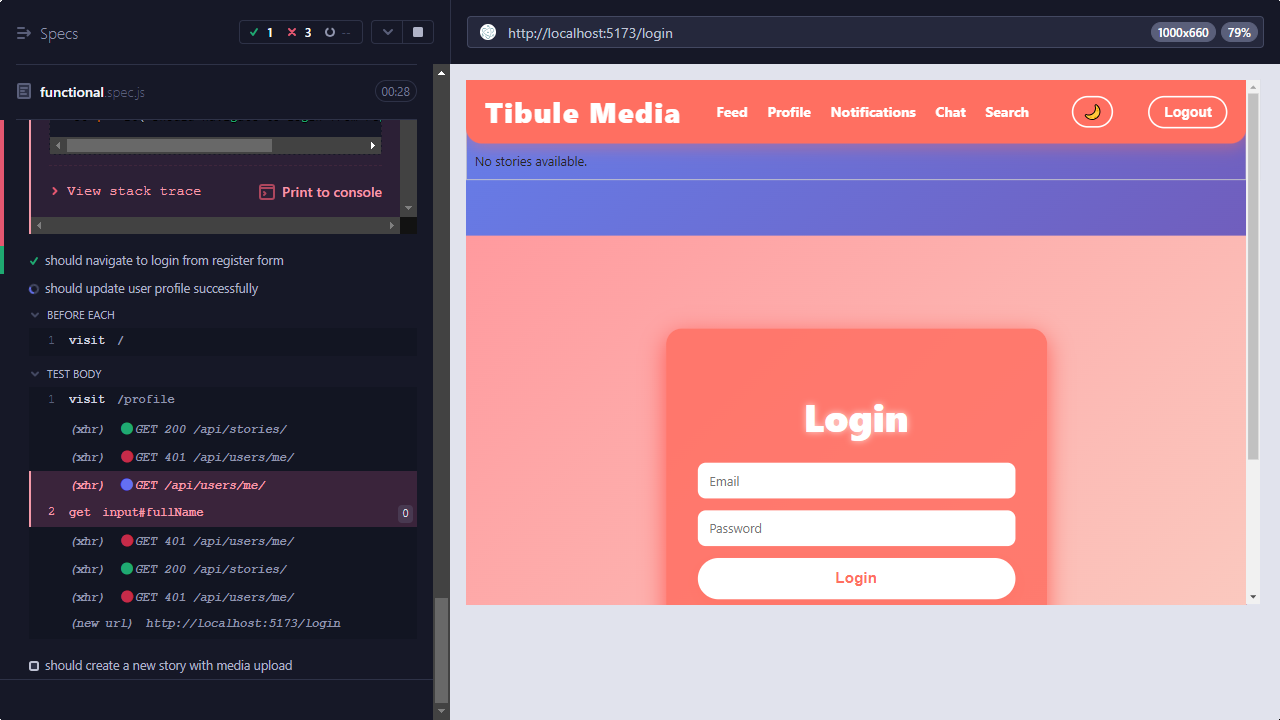 Specs
1
3
--
functional.spec.js
00:28
View stack trace
Print to console
should navigate to login from register form
should update user profile successfully
BEFORE EACH
1 visit /
TEST BODY
1 visit /profile
(xhr) GET 200 /api/stories/
(xhr) GET 401 /api/users/me/
(xhr) GET /api/users/me/
2 get input#fullName 0
(xhr) GET 401 /api/users/me/
(xhr) GET 200 /api/stories/
(xhr) GET 401 /api/users/me/
(new url) http://localhost:5173/login
should create a new story with media upload
http://localhost:5173/login
1000x660
79%
Tibule Media
Feed Profile Notifications Chat Search
Logout
No stories available.
Login
Email
Password
Login